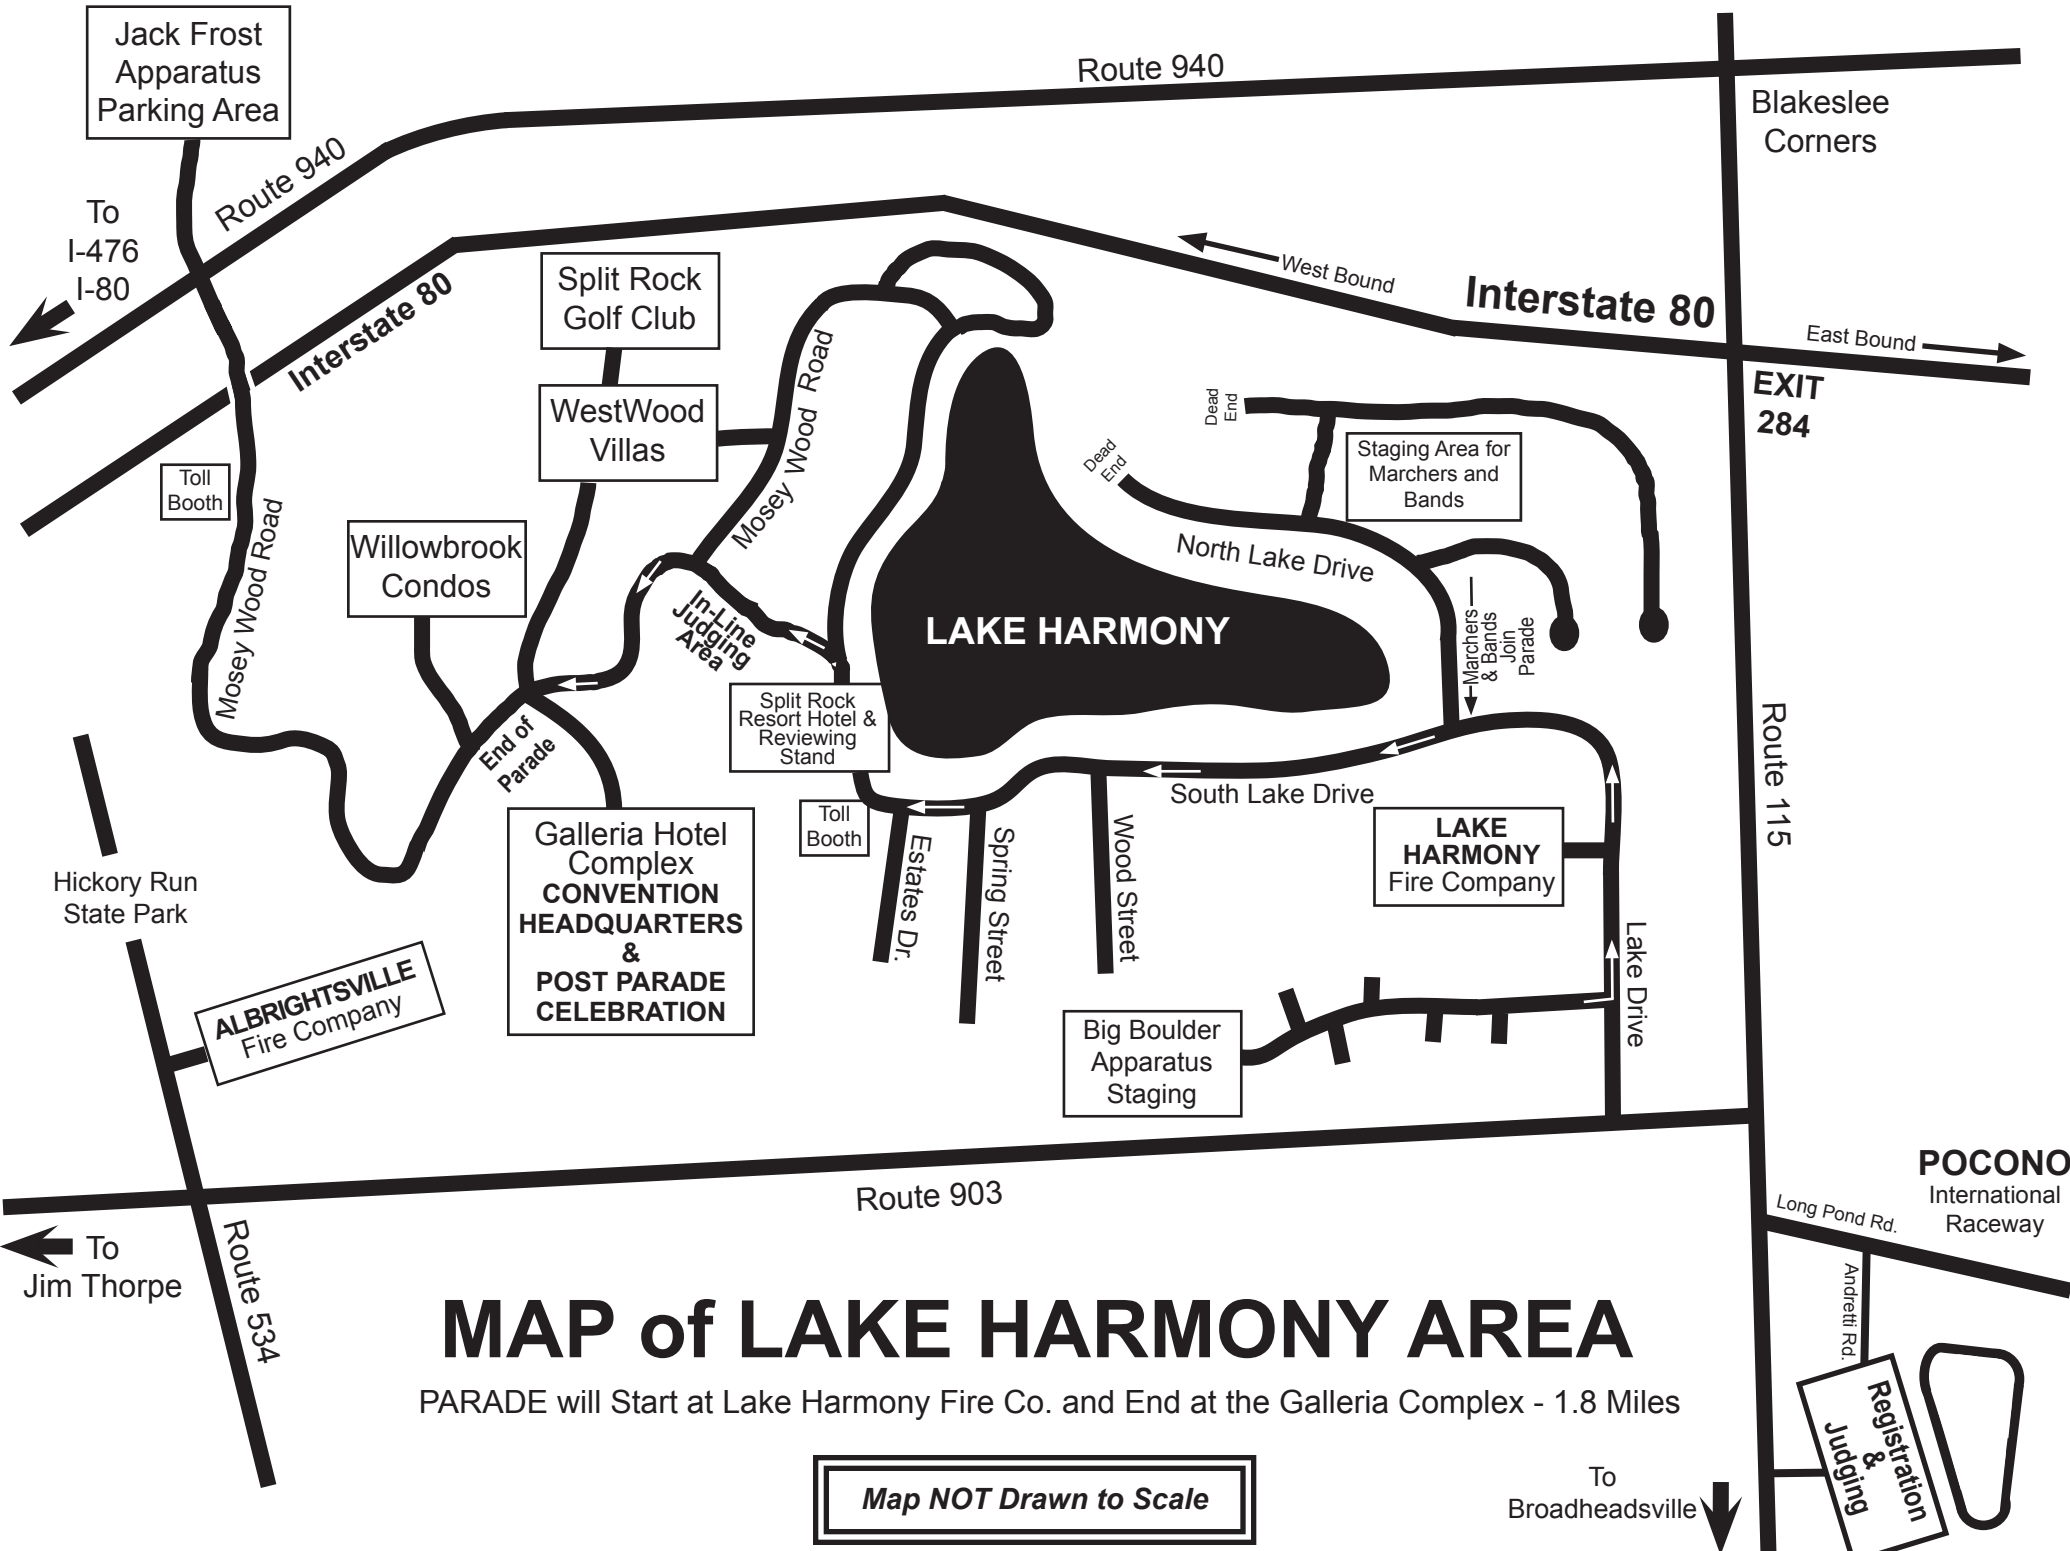 Jack Frost
Apparatus
Parking Area
Route 940
Blakeslee
Corners
Route 940
To
I-476
I-80
Interstate 80
Split Rock
Golf Club
West Bound
Interstate 80
East Bound
EXIT
284
WestWood
Villas
Mosey Wood Road
Dead
End
Dead
End
Staging Area for
Marchers and
Bands
Toll
Booth
Mosey Wood Road
Willowbrook
Condos
North Lake Drive
In-Line
Judging
Area
LAKE HARMONY
Marchers
& Bands
Join
Parade
Split Rock
Resort Hotel &
Reviewing
Stand
End of
Parade
Route 115
South Lake Drive
Toll
Booth
Estates Dr.
Spring Street
Wood Street
LAKE
HARMONY
Fire Company
Galleria Hotel
Complex
CONVENTION
HEADQUARTERS
&
POST PARADE
CELEBRATION
Hickory Run
State Park
ALBRIGHTSVILLE
Fire Company
Lake Drive
Big Boulder
Apparatus
Staging
Route 903
POCONO
International
Raceway
Long Pond Rd.
To
Jim Thorpe
Route 534
Andretti Rd.
MAP of LAKE HARMONY AREA
PARADE will Start at Lake Harmony Fire Co. and End at the Galleria Complex - 1.8 Miles
Registration
&
Judging
Map NOT Drawn to Scale
To
Broadheadsville